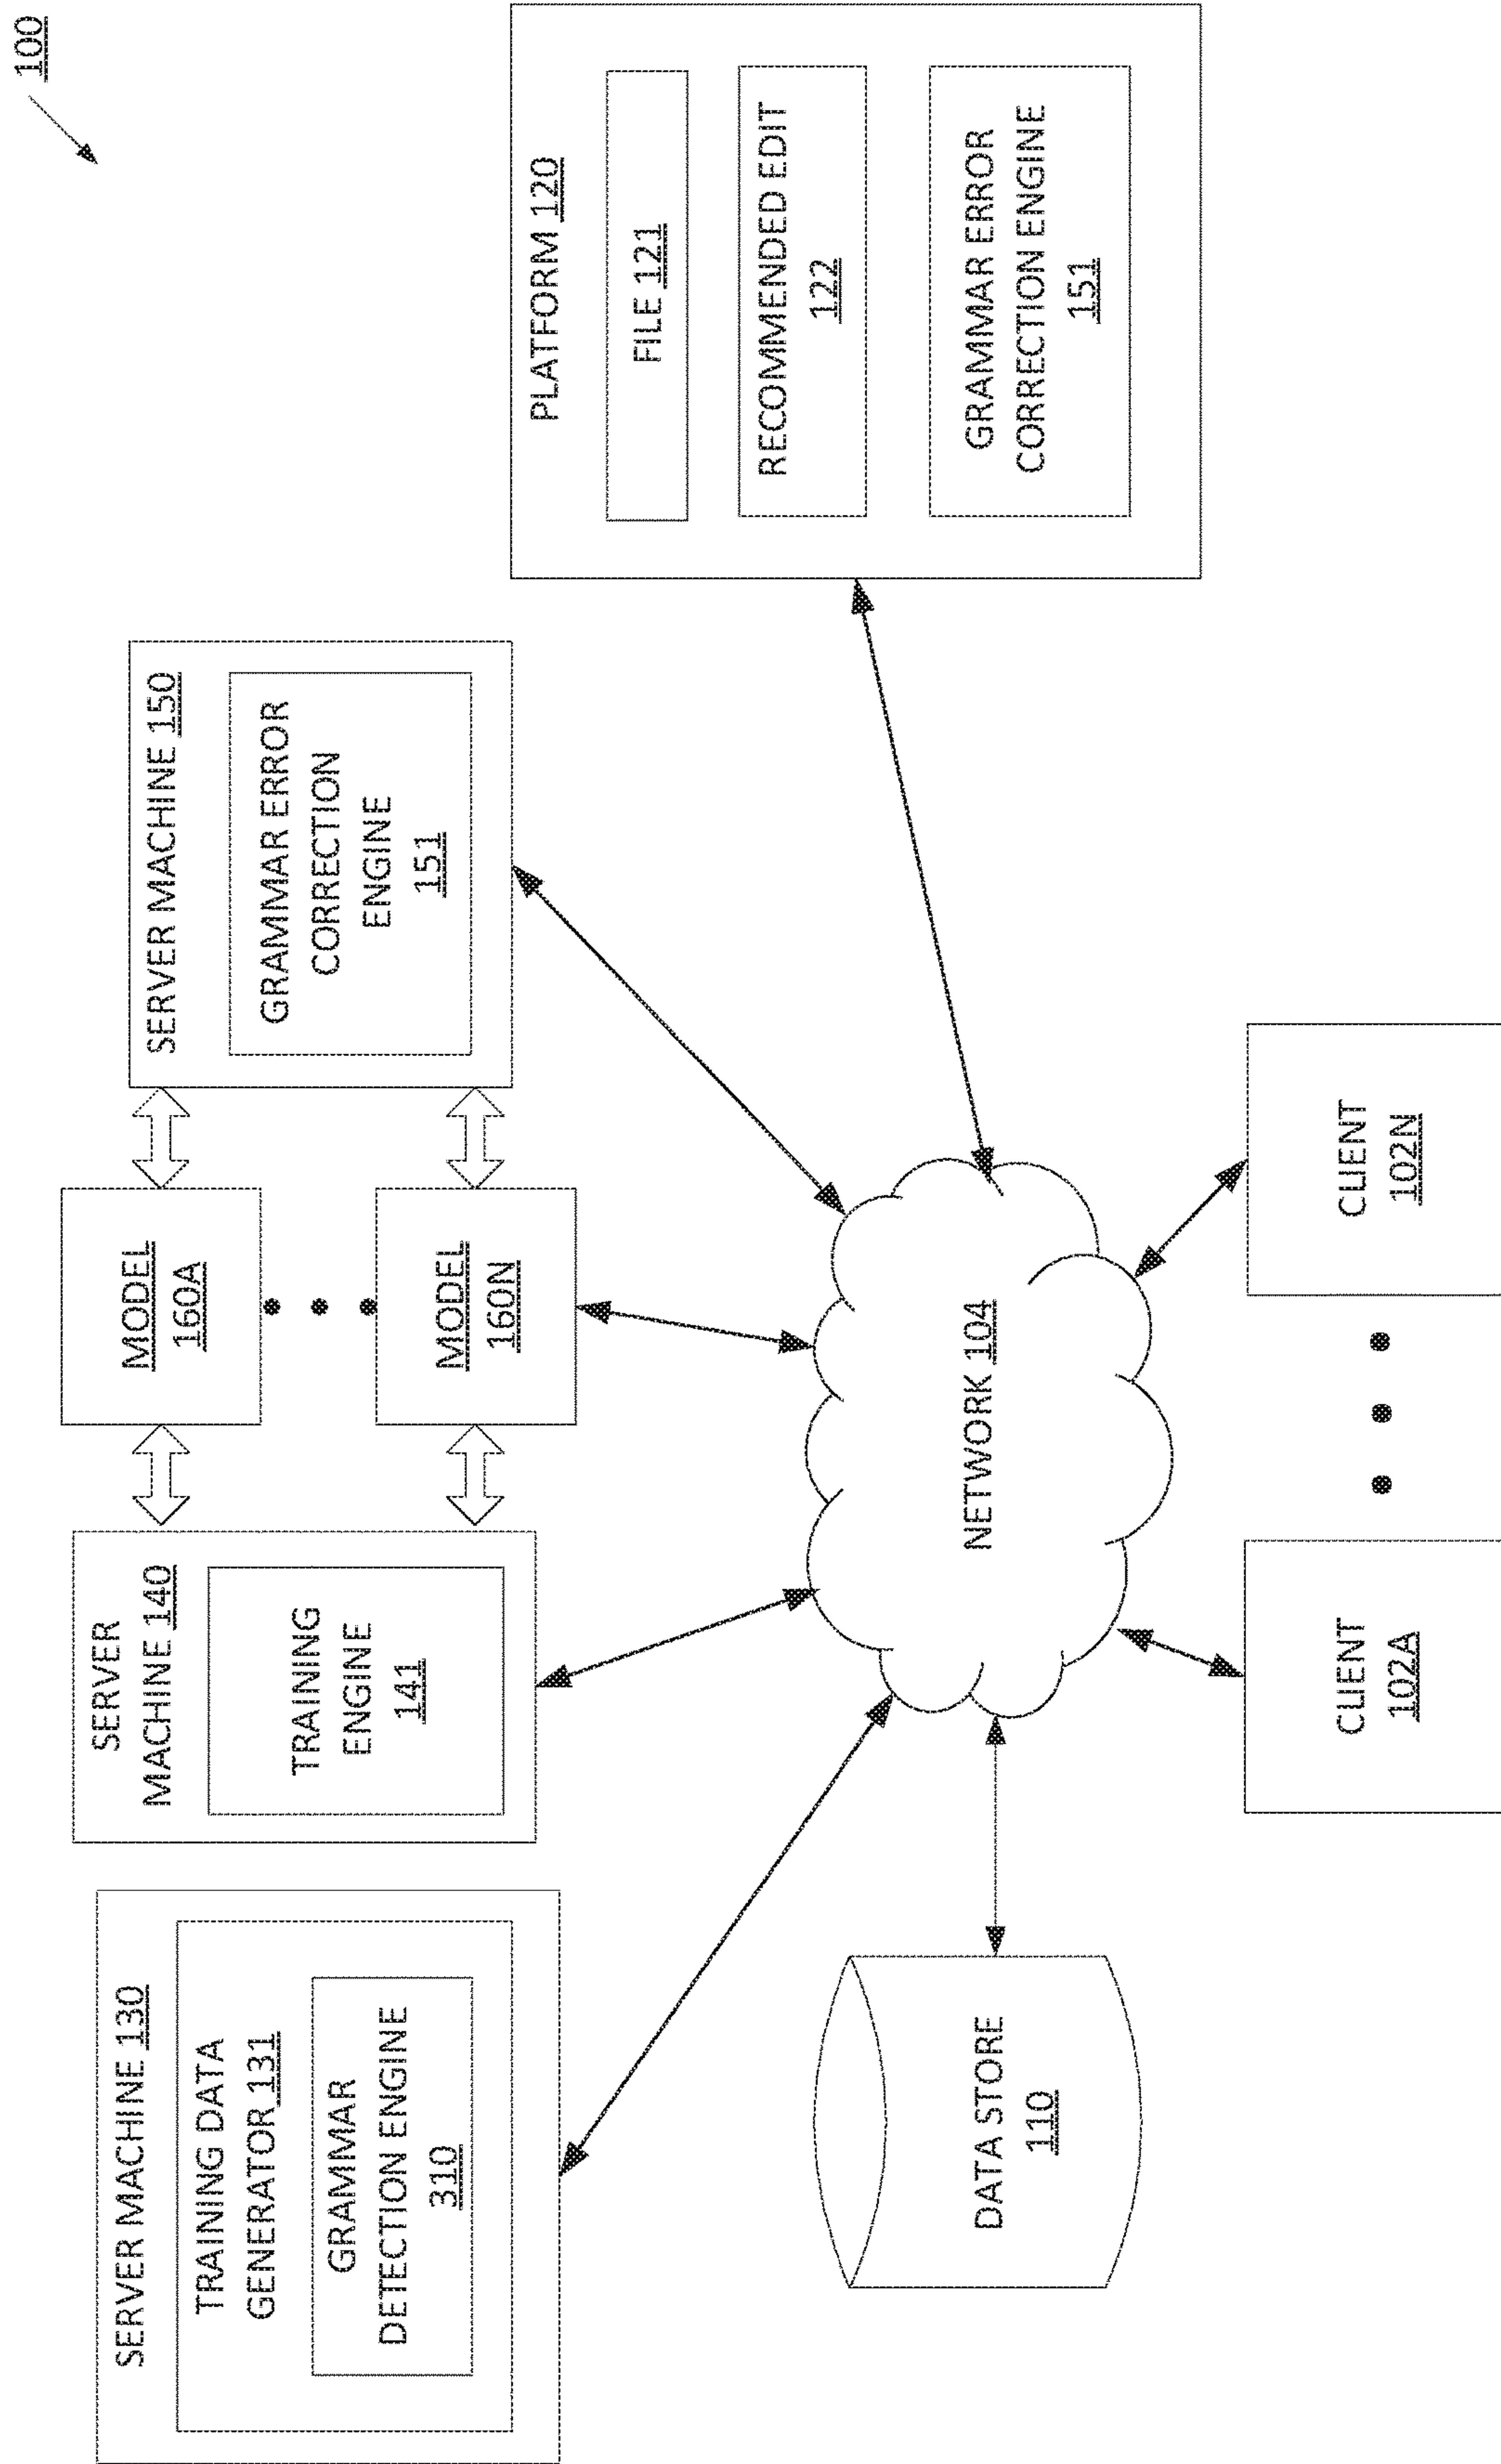 100
SERVER MACHINE 130
TRAINING DATA
GENERATOR 131
GRAMMAR
DETECTION ENGINE
310
SERVER
MACHINE 140
TRAINING
ENGINE
141
MODEL
160A
MODEL
160N
SERVER MACHINE 150
GRAMMAR ERROR
CORRECTION
ENGINE
151
PLATFORM 120
FILE 121
RECOMMENDED EDIT
122
GRAMMAR ERROR
CORRECTION ENGINE
151
NETWORK 104
DATA STORE
110
CLIENT
102A
CLIENT
102N